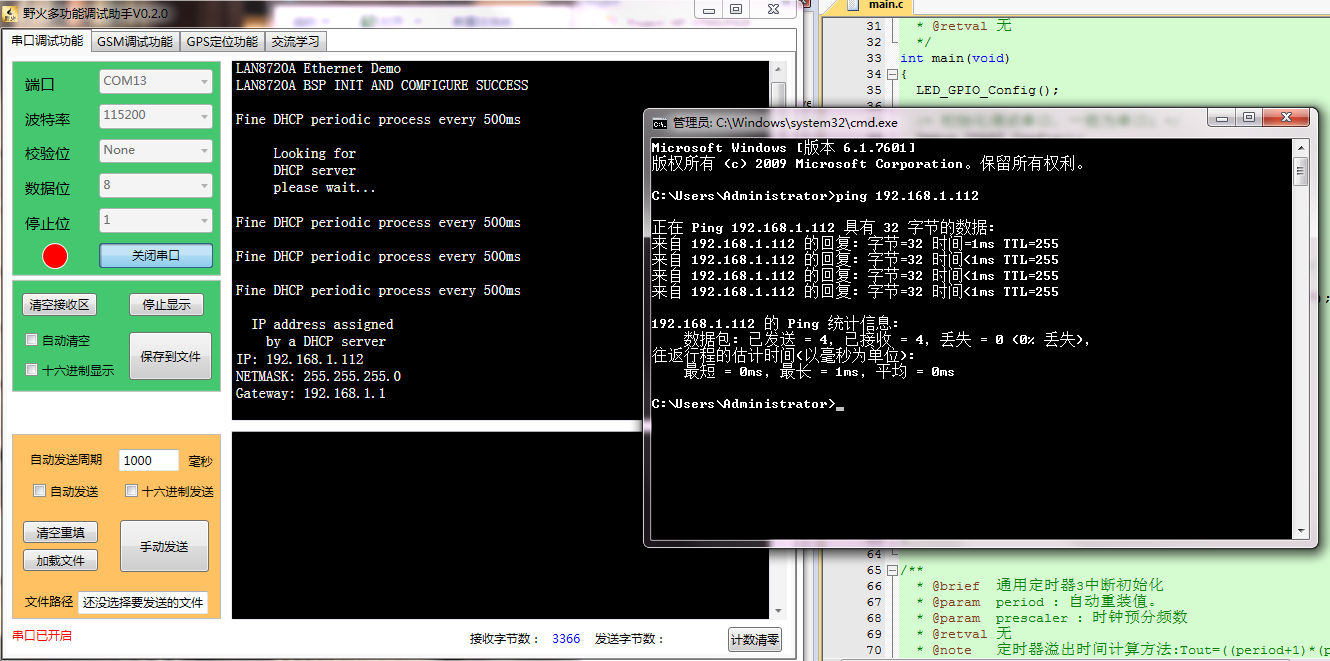 野火多功能调试助手V0.2.0
串口调试功能 GSM调试功能 GPS定位功能 交流学习
端口 COM13
波特率 115200
校验位 None
数据位 8
停止位 1
关闭串口
清空接收区 停止显示
自动清空
保存到文件
十六进制显示
自动发送周期 1000 毫秒
自动发送 十六进制发送
清空重填
手动发送
加载文件
文件路径 还没选择要发送的文件
串口已开启
LAN8720A Ethernet Demo
LAN8720A BSP INIT AND COMFIGURE SUCCESS
Fine DHCP periodic process every 500ms
Looking for
DHCP server
please wait...
Fine DHCP periodic process every 500ms
Fine DHCP periodic process every 500ms
Fine DHCP periodic process every 500ms
IP address assigned
by a DHCP server
IP: 192.168.1.112
NETMASK: 255.255.255.0
Gateway: 192.168.1.1
接收字节数： 3366 发送字节数： 计数清零
main.c
31 * @retval 无
32 */
33 int main(void)
34 {
35 LED_GPIO_Config();
管理员: C:\Windows\system32\cmd.exe
Microsoft Windows [版本 6.1.7601]
版权所有 (c) 2009 Microsoft Corporation。保留所有权利。
C:\Users\Administrator>ping 192.168.1.112
正在 Ping 192.168.1.112 具有 32 字节的数据:
来自 192.168.1.112 的回复: 字节=32 时间=1ms TTL=255
来自 192.168.1.112 的回复: 字节=32 时间<1ms TTL=255
来自 192.168.1.112 的回复: 字节=32 时间<1ms TTL=255
来自 192.168.1.112 的回复: 字节=32 时间<1ms TTL=255
192.168.1.112 的 Ping 统计信息:
数据包: 已发送 = 4，已接收 = 4，丢失 = 0 (0% 丢失)，
往返行程的估计时间(以毫秒为单位):
最短 = 0ms，最长 = 1ms，平均 = 0ms
C:\Users\Administrator>_
64
65 /**
66 * @brief 通用定时器3中断初始化
67 * @param period : 自动重装值。
68 * @param prescaler : 时钟预分频数
69 * @retval 无
70 * @note 定时器溢出时间计算方法:Tout=((period+1)*(p